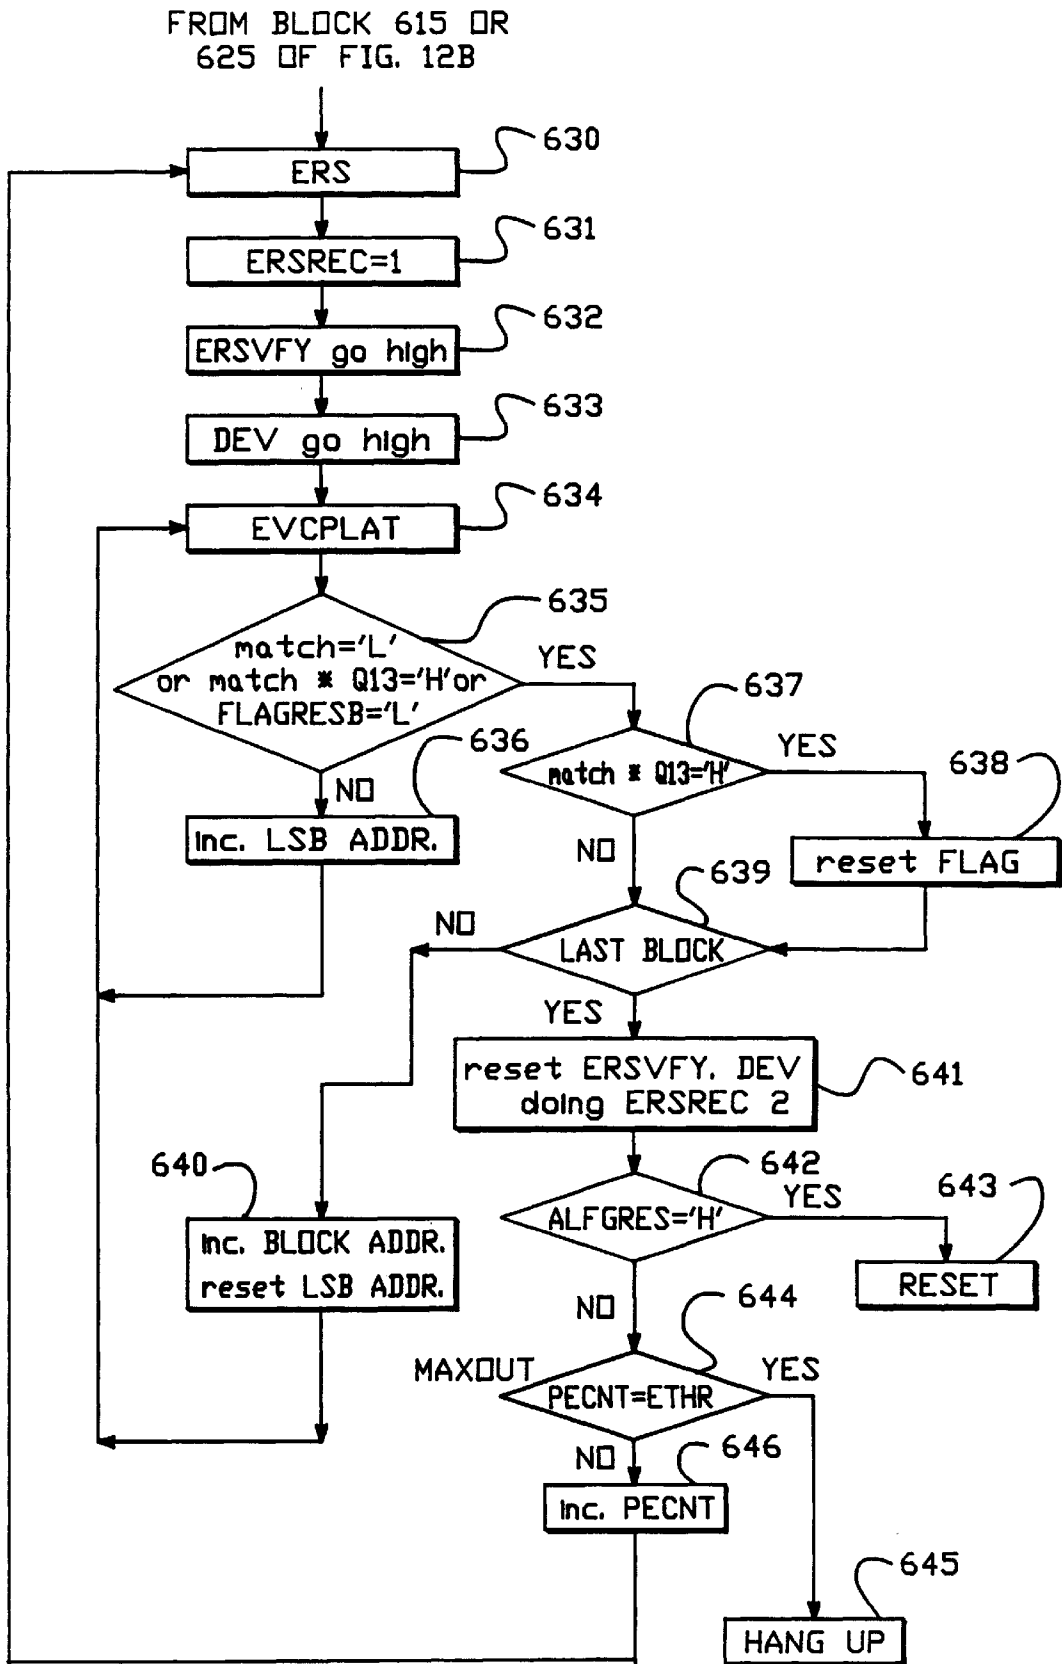 FROM BLOCK 615 OR
625 OF FIG. 12B
630
ERS
631
ERSREC=1
632
ERSVFY go high
633
DEV go high
634
EVCPLAT
635
match='L'
or match * Q13='H'or
FLAGRESB='L'
YES
NO
636
inc. LSB ADDR.
637
match * Q13='H'
YES
NO
638
reset FLAG
639
LAST BLOCK
NO
YES
640
inc. BLOCK ADDR.
reset LSB ADDR.
reset ERSVFY. DEV
doing ERSREC 2
641
642
ALFGRES='H'
YES
NO
643
RESET
644
MAXOUT
PECNT=ETHR
YES
NO
646
inc. PECNT
645
HANG UP